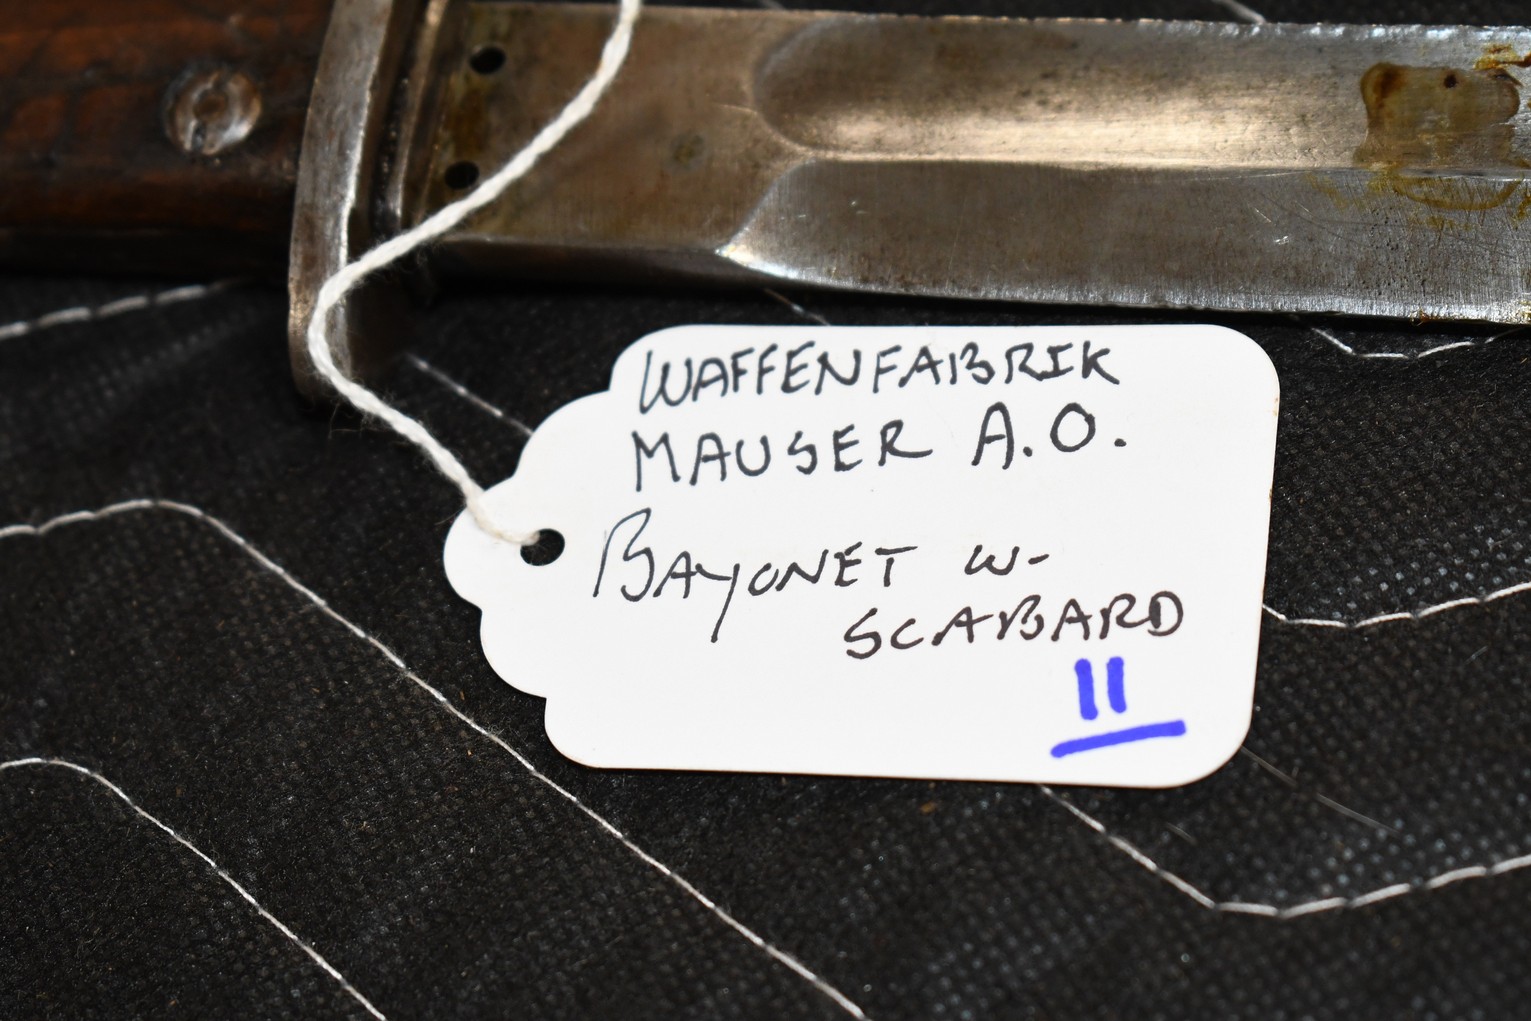 WAFFENFABRIK
MAUSER A.O.
BAYONET W-
SCABARD
11